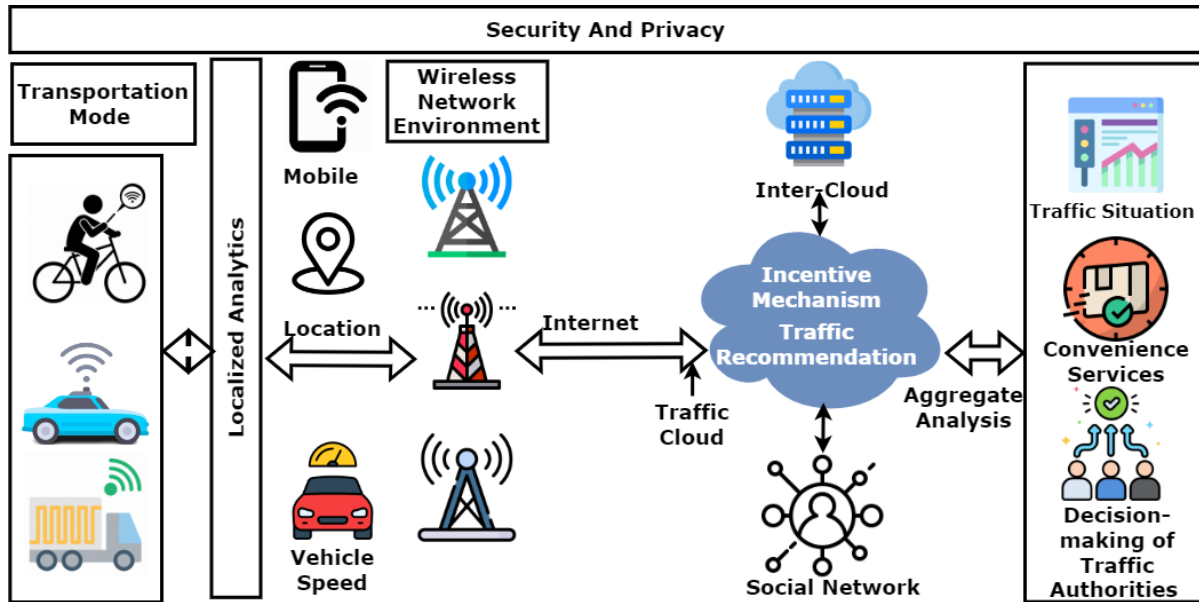 Security And Privacy
Transportation
Mode
Localized Analytics
Mobile
Location
Vehicle
Speed
Wireless
Network
Environment
Internet
Traffic
Cloud
Inter-Cloud
Incentive
Mechanism
Traffic
Recommendation
Social Network
Aggregate
Analysis
Traffic Situation
Convenience
Services
Decision-
making of
Traffic
Authorities